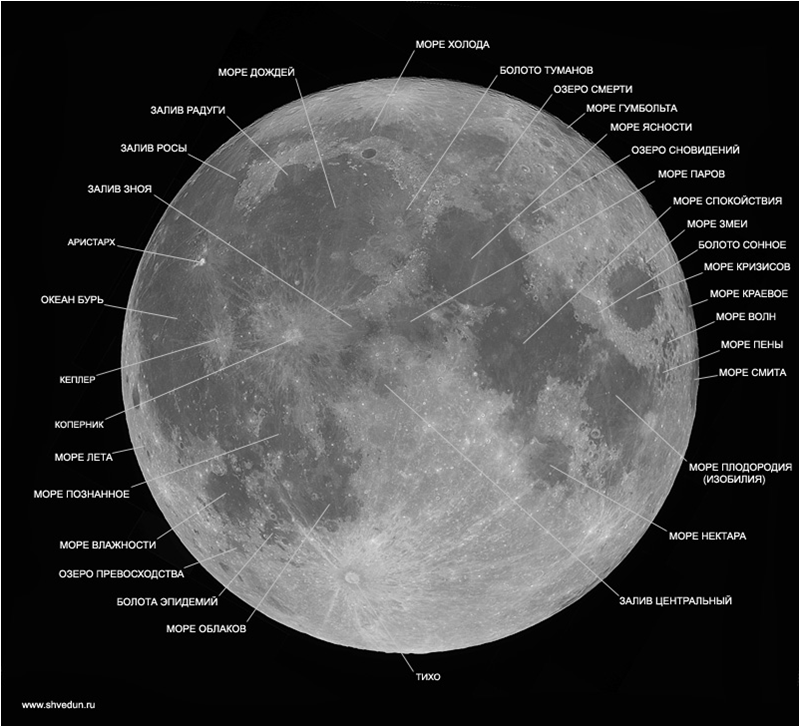 МОРЕ ХОЛОДА
МОРЕ ДОЖДЕЙ
БОЛОТО ТУМАНОВ
ОЗЕРО СМЕРТИ
ЗАЛИВ РАДУГИ
МОРЕ ГУМБОЛЬТА
МОРЕ ЯСНОСТИ
ЗАЛИВ РОСЫ
ОЗЕРО СНОВИДЕНИЙ
МОРЕ ПАРОВ
ЗАЛИВ ЗНОЯ
МОРЕ СПОКОЙСТВИЯ
МОРЕ ЗМЕИ
АРИСТАРХ
БОЛОТО СОННОЕ
МОРЕ КРИЗИСОВ
МОРЕ КРАЕВОЕ
ОКЕАН БУРЬ
МОРЕ ВОЛН
МОРЕ ПЕНЫ
МОРЕ СМИТА
КЕПЛЕР
КОПЕРНИК
МОРЕ ЛЕТА
МОРЕ ПЛОДОРОДИЯ
(ИЗОБИЛИЯ)
МОРЕ ПОЗНАННОЕ
МОРЕ НЕКТАРА
МОРЕ ВЛАЖНОСТИ
ОЗЕРО ПРЕВОСХОДСТВА
БОЛОТА ЭПИДЕМИЙ
ЗАЛИВ ЦЕНТРАЛЬНЫЙ
МОРЕ ОБЛАКОВ
ТИХО
www.shvedun.ru